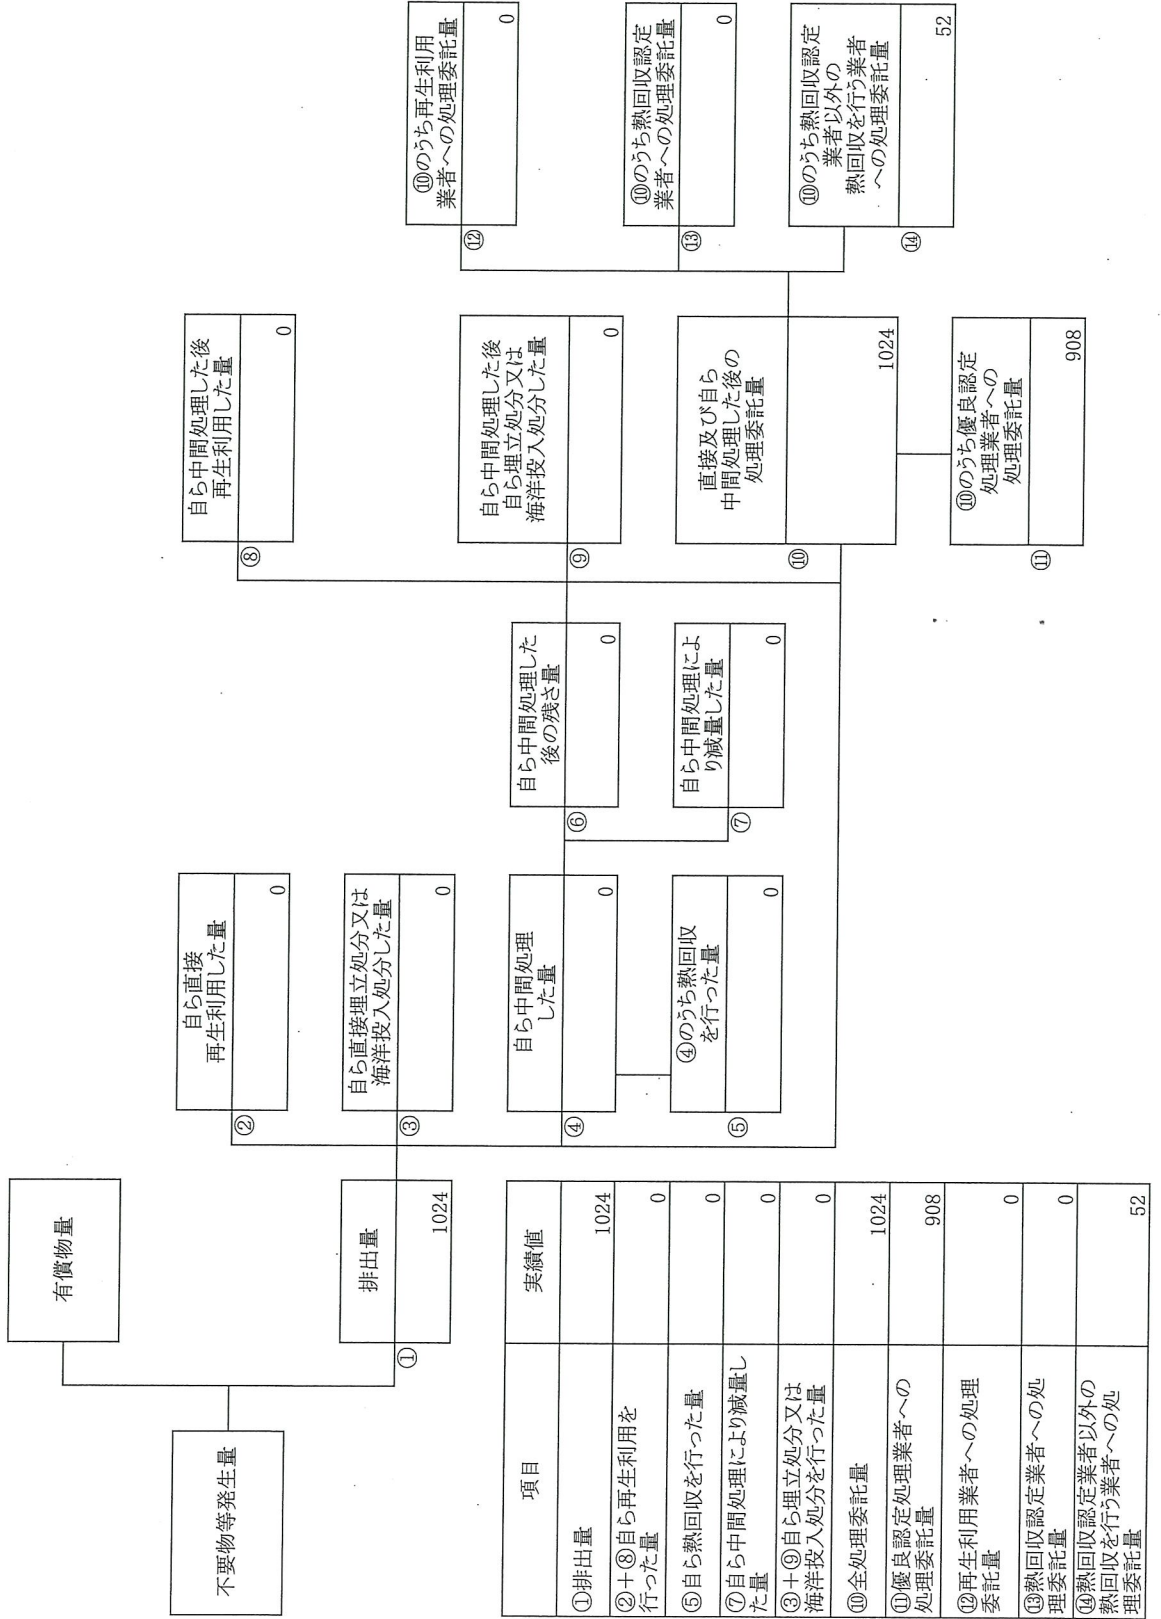 不要物等発生量
有償物量
①
排出量
1024
②
自ら直接
再生利用した量
0
③
自ら直接埋立処分又は
海洋投入処分した量
0
④
自ら中間処理
した量
0
⑤
④のうち熱回収
を行った量
0
⑥
自ら中間処理した
後の残さ量
0
⑦
自ら中間処理によ
り減量した量
0
⑧
自ら中間処理した後
再生利用した量
0
⑨
自ら中間処理した後
自ら埋立処分又は
海洋投入処分した量
0
⑩
直接及び自ら
中間処理した後の
処理委託量
1024
⑪
⑩のうち優良認定
処理業者への
処理委託量
908
⑫
⑩のうち再生利用
業者への処理委託量
0
⑬
⑩のうち熱回収認定
業者への処理委託量
0
⑭
⑩のうち熱回収認定
業者以外の
熱回収を行う業者
への処理委託量
52
項目 実績値
①排出量 1024
②+⑧自ら再生利用を
行った量 0
⑤自ら熱回収を行った量 0
⑦自ら中間処理により減量し
た量 0
③+⑨自ら埋立処分又は
海洋投入処分を行った量 0
⑩全処理委託量 1024
⑪優良認定処理業者への
処理委託量 908
⑫再生利用業者への処理
委託量 0
⑬熱回収認定業者への処
理委託量 0
⑭熱回収認定業者以外の
熱回収を行う業者への処
理委託量 52